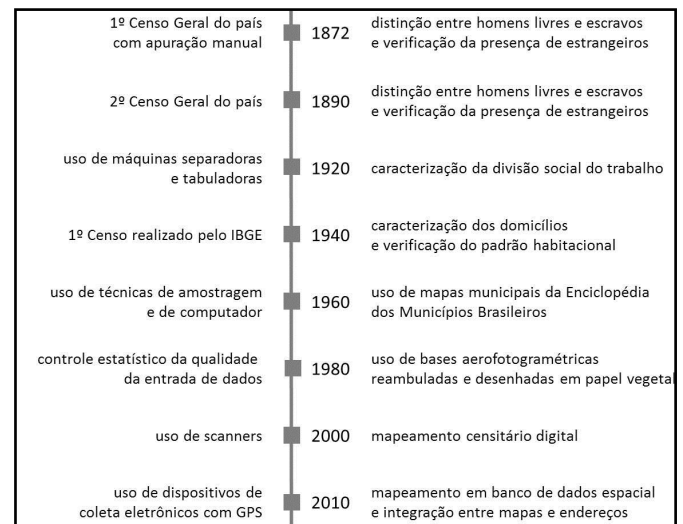 1º Censo Geral do país
com apuração manual
1872
distinção entre homens livres e escravos
e verificação da presença de estrangeiros
2º Censo Geral do país
1890
distinção entre homens livres e escravos
e verificação da presença de estrangeiros
uso de máquinas separadoras
e tabuladoras
1920
caracterização da divisão social do trabalho
1º Censo realizado pelo IBGE
1940
caracterização dos domicílios
e verificação do padrão habitacional
uso de técnicas de amostragem
e de computador
1960
uso de mapas municipais da Enciclopédia
dos Municípios Brasileiros
controle estatístico da qualidade
da entrada de dados
1980
uso de bases aerofotogramétricas
reambuladas e desenhadas em papel vegetal
uso de scanners
2000
mapeamento censitário digital
uso de dispositivos de
coleta eletrônicos com GPS
2010
mapeamento em banco de dados espacial
e integração entre mapas e endereços